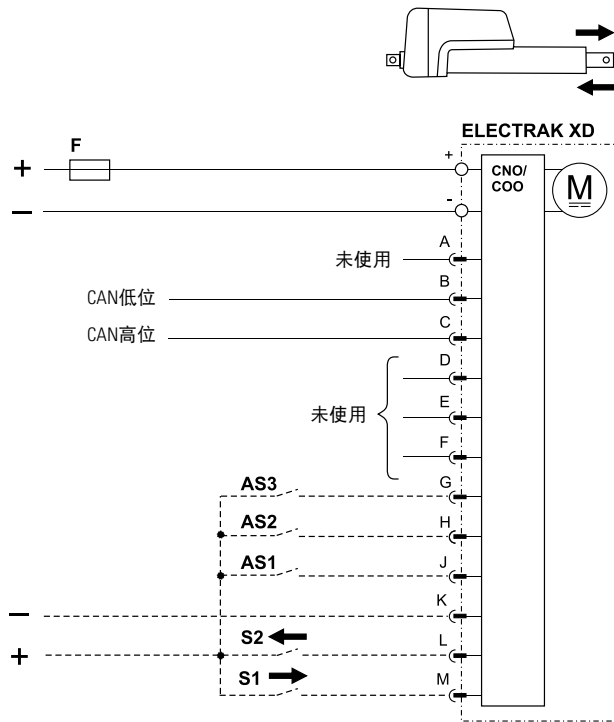 ELECTRAK XD
F
+
+
CNO/
COO
M
−
-
A
未使用
B
CAN低位
C
CAN高位
D
E
未使用
F
AS3
G
AS2
H
AS1
J
K
−
S2
L
+
S1
M